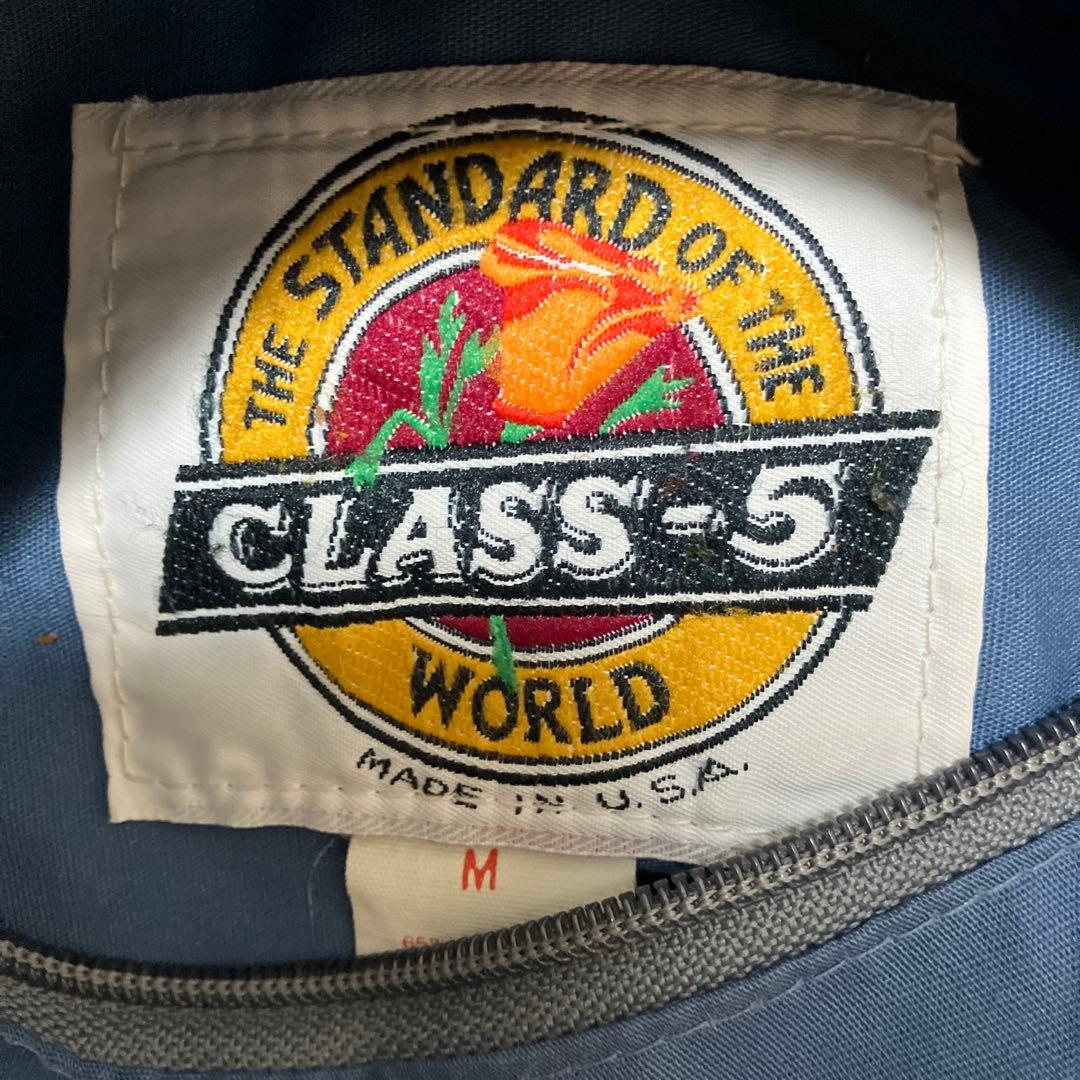 THE STANDARD OF THE
CLASS-5
WORLD
MADE IN U.S.A.
M